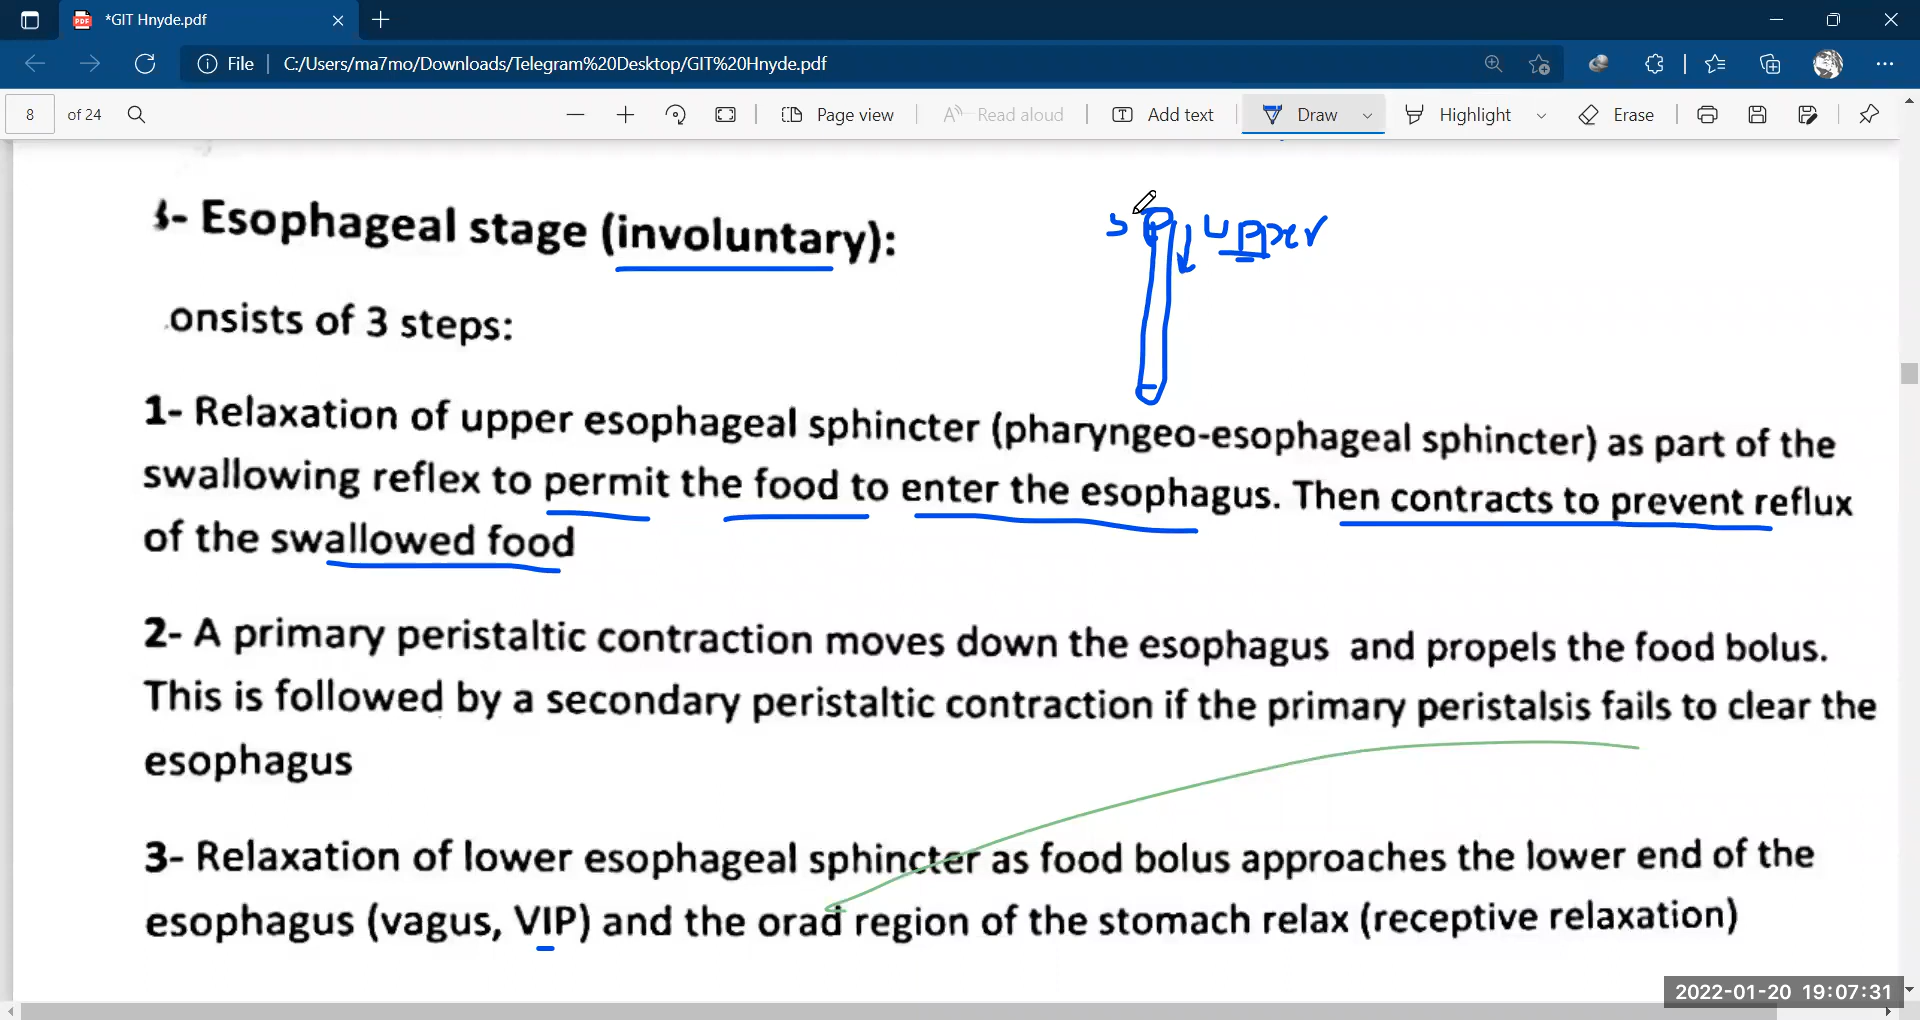 *GIT Hnyde.pdf
File C:/Users/ma7mo/Downloads/Telegram%20Desktop/GIT%20Hnyde.pdf
8 of 24 Page view Read aloud Add text Draw Highlight Erase
- Esophageal stage (involuntary):
upper
onsists of 3 steps:
1- Relaxation of upper esophageal sphincter (pharyngeo-esophageal sphincter) as part of the
swallowing reflex to permit the food to enter the esophagus. Then contracts to prevent reflux
of the swallowed food
2- A primary peristaltic contraction moves down the esophagus and propels the food bolus.
This is followed by a secondary peristaltic contraction if the primary peristalsis fails to clear the
esophagus
3- Relaxation of lower esophageal sphincter as food bolus approaches the lower end of the
esophagus (vagus, VIP) and the orad region of the stomach relax (receptive relaxation)
2022-01-20 19:07:31